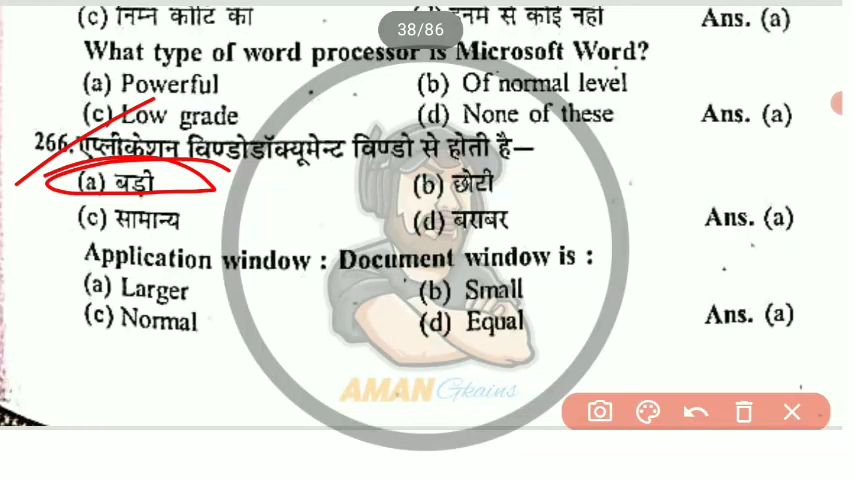 (c) निम्न कोटि का (d) इनमें से कोई नहीं Ans. (a)
38/86
What type of word processor is Microsoft Word?
(a) Powerful (b) Of normal level
(c) Low grade (d) None of these Ans. (a)
266. एप्लीकेशन विण्डोडॉक्यूमेन्ट विण्डो से होती है—
(a) बड़ी (b) छोटी
(c) सामान्य (d) बराबर Ans. (a)
Application window : Document window is :
(a) Larger (b) Small
(c) Normal (d) Equal Ans. (a)
AMAN Gkains